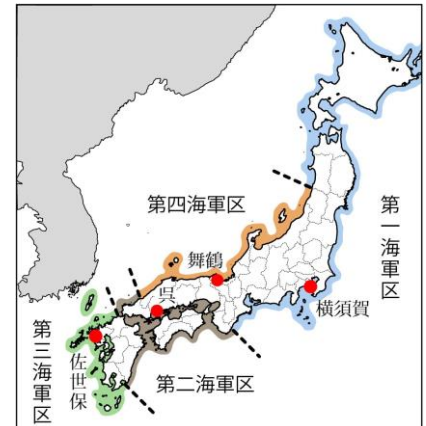 第四海軍区
舞鶴
呉
第一海軍区
横須賀
第三海軍区
佐世保
第二海軍区